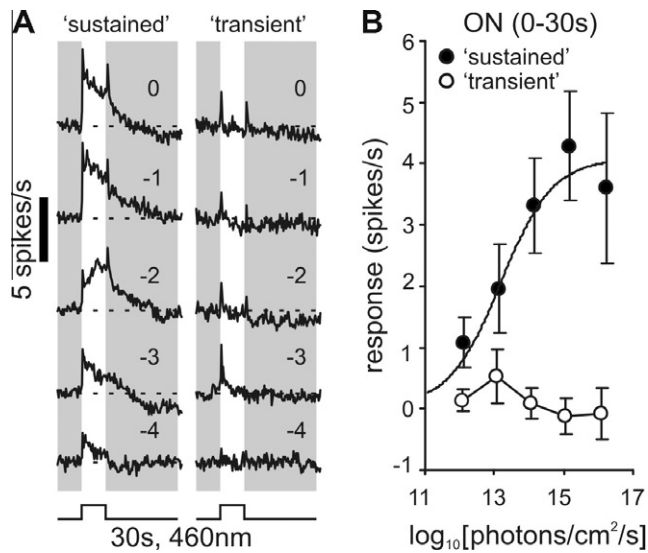 A
'sustained'
'transient'
0
0
-1
-1
-2
-2
-3
-3
-4
-4
5 spikes/s
30s, 460nm
B
ON (0-30s)
'sustained'
'transient'
response (spikes/s)
6
5
4
3
2
1
0
-1
11 13 15 17
log10[photons/cm²/s]